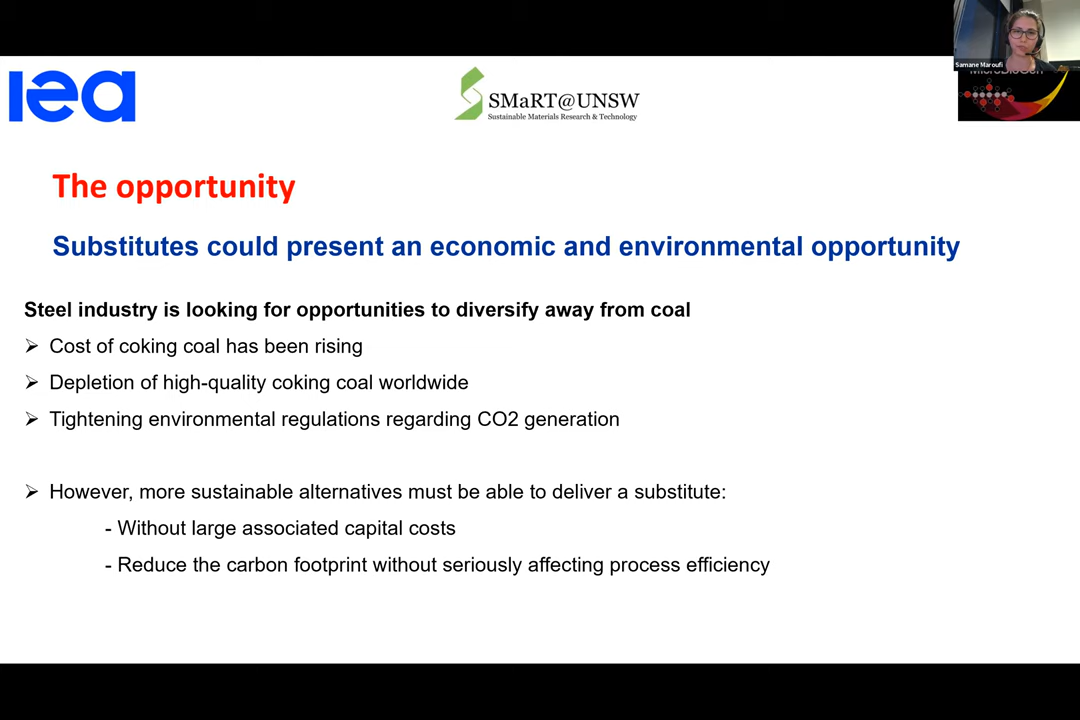 iea
SMaRT@UNSW
Sustainable Materials Research & Technology
Samane Maroufi
MicroBioGen
The opportunity
Substitutes could present an economic and environmental opportunity
Steel industry is looking for opportunities to diversify away from coal
➢ Cost of coking coal has been rising
➢ Depletion of high-quality coking coal worldwide
➢ Tightening environmental regulations regarding CO2 generation
➢ However, more sustainable alternatives must be able to deliver a substitute:
- Without large associated capital costs
- Reduce the carbon footprint without seriously affecting process efficiency